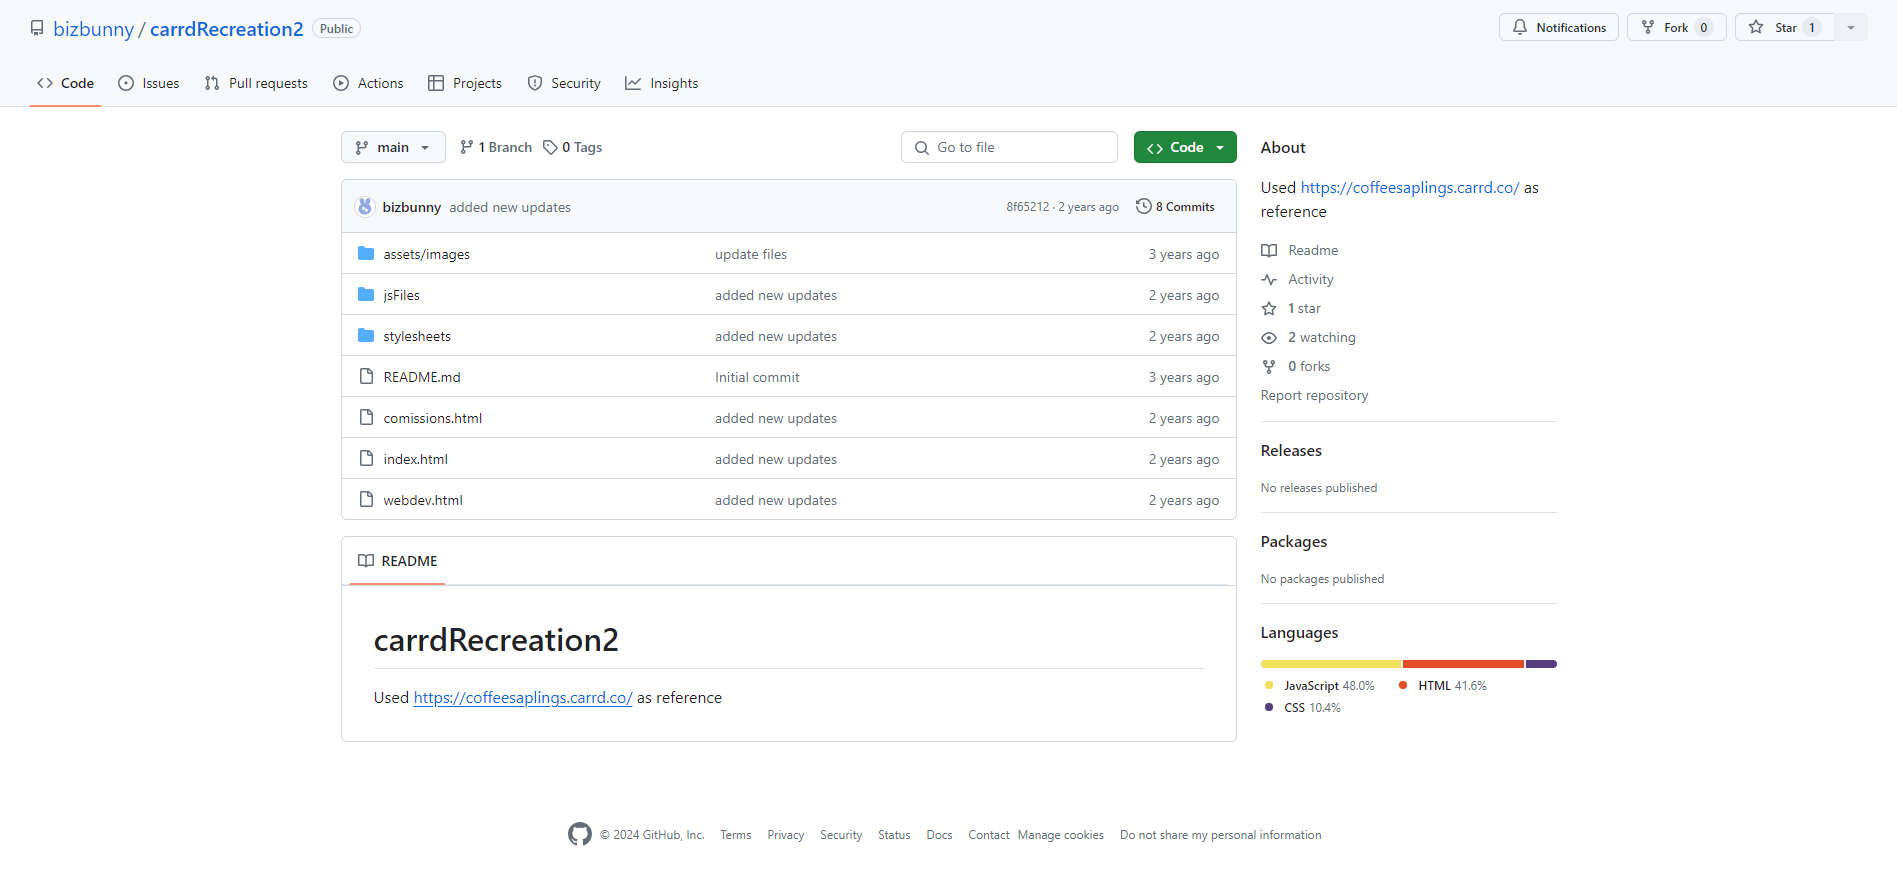 bizbunny / carrdRecreation2 Public
Notifications Fork 0 Star 1
Code Issues Pull requests Actions Projects Security Insights
main 1 Branch 0 Tags Go to file Code
bizbunny added new updates 8f65212 · 2 years ago 8 Commits
assets/images update files 3 years ago
jsFiles added new updates 2 years ago
stylesheets added new updates 2 years ago
README.md Initial commit 3 years ago
comissions.html added new updates 2 years ago
index.html added new updates 2 years ago
webdev.html added new updates 2 years ago
README
carrdRecreation2
Used https://coffeesaplings.carrd.co/ as reference
About
Used https://coffeesaplings.carrd.co/ as
reference
Readme
Activity
1 star
2 watching
0 forks
Report repository
Releases
No releases published
Packages
No packages published
Languages
JavaScript 48.0% HTML 41.6%
CSS 10.4%
© 2024 GitHub, Inc. Terms Privacy Security Status Docs Contact Manage cookies Do not share my personal information